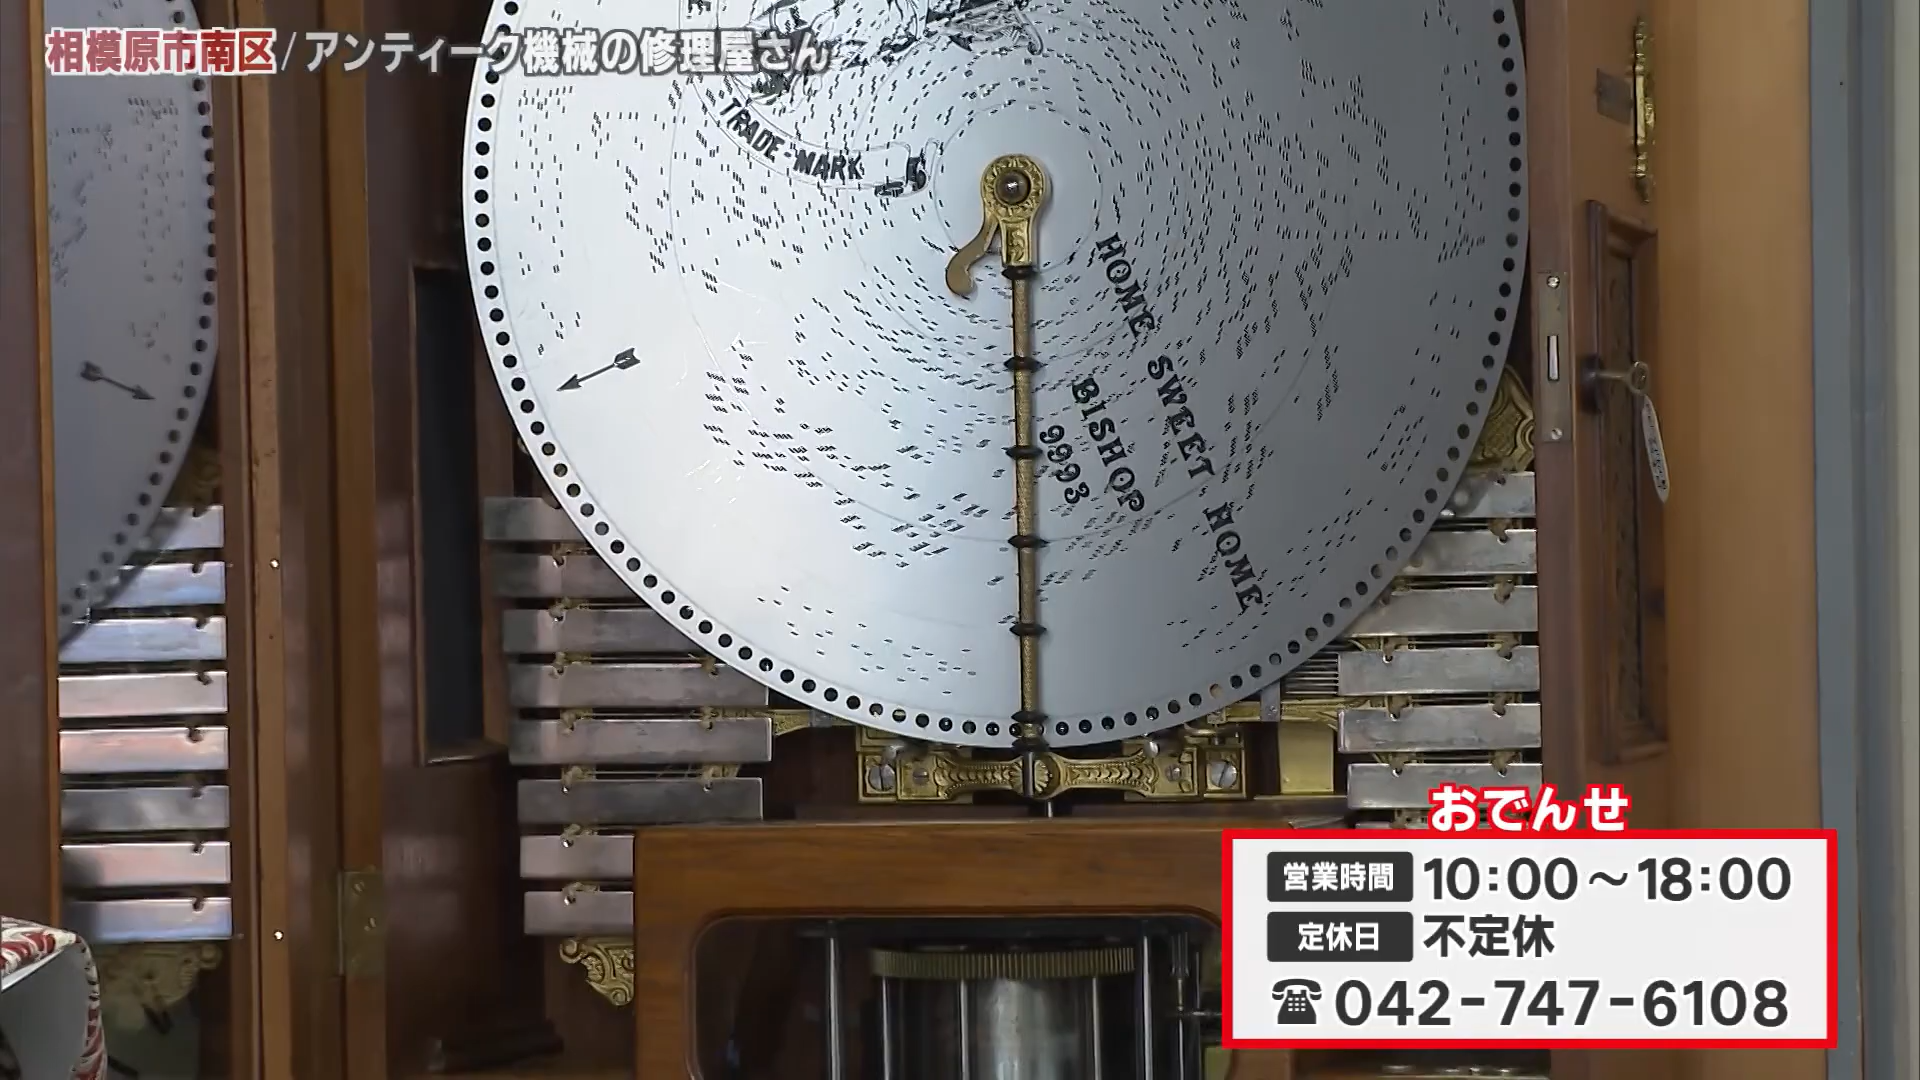 相模原市南区/アンティーク機械の修理屋さん
TRADE-MARK
HOME SWEET HOME
BISHOP
9993
おでんせ
営業時間 10:00～18:00
定休日 不定休
☎042-747-6108